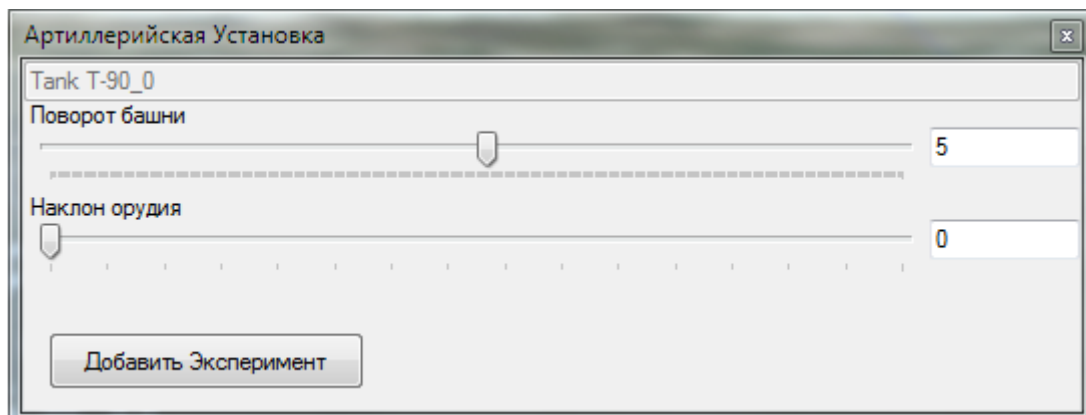 Артиллерийская Установка
Tank T-90_0
Поворот башни
5
Наклон орудия
0
Добавить Эксперимент